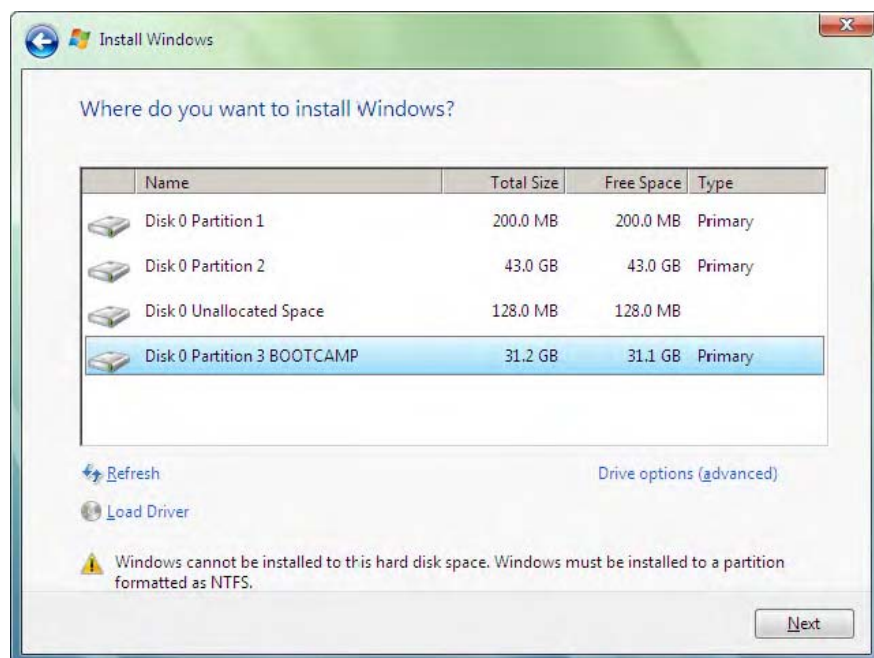 Install Windows
Where do you want to install Windows?
Name Total Size Free Space Type
Disk 0 Partition 1 200.0 MB 200.0 MB Primary
Disk 0 Partition 2 43.0 GB 43.0 GB Primary
Disk 0 Unallocated Space 128.0 MB 128.0 MB
Disk 0 Partition 3 BOOTCAMP 31.2 GB 31.1 GB Primary
Refresh Drive options (advanced)
Load Driver
Windows cannot be installed to this hard disk space. Windows must be installed to a partition
formatted as NTFS.
Next